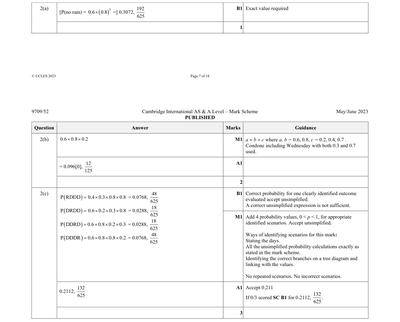 2(a) [P(no rain) = 0.6×(0.8)³ =] 0.3072, 192/625 B1 Exact value required
1
© UCLES 2023 Page 7 of 18
9709/52 Cambridge International AS & A Level – Mark Scheme May/June 2023
PUBLISHED
Question Answer Marks Guidance
2(b) 0.6×0.8×0.2 M1 a × b × c where a, b = 0.6, 0.8, c = 0.2, 0.4, 0.7.
Condone including Wednesday with both 0.3 and 0.7
used.
= 0.096[0], 12/125 A1
2
2(c) P(RDDD) = 0.4×0.3×0.8×0.8 = 0.0768, 48/625 B1 Correct probability for one clearly identified outcome
evaluated accept unsimplified.
P(DRDD) = 0.6×0.2×0.3×0.8 = 0.0288, 18/625 A correct unsimplified expression is not sufficient.
P(DDRD) = 0.6×0.8×0.2×0.3 = 0.0288, 18/625 M1 Add 4 probability values, 0 < p < 1, for appropriate
identified scenarios. Accept unsimplified.
P(DDDR) = 0.6×0.8×0.8×0.2 = 0.0768, 48/625
Ways of identifying scenarios for this mark:
Stating the days.
All the unsimplified probability calculations exactly as
stated in the mark scheme.
Identifying the correct branches on a tree diagram and
linking with the values.
No repeated scenarios. No incorrect scenarios.
0.2112, 132/625 A1 Accept 0.211
If 0/3 scored SC B1 for 0.2112, 132/625.
3